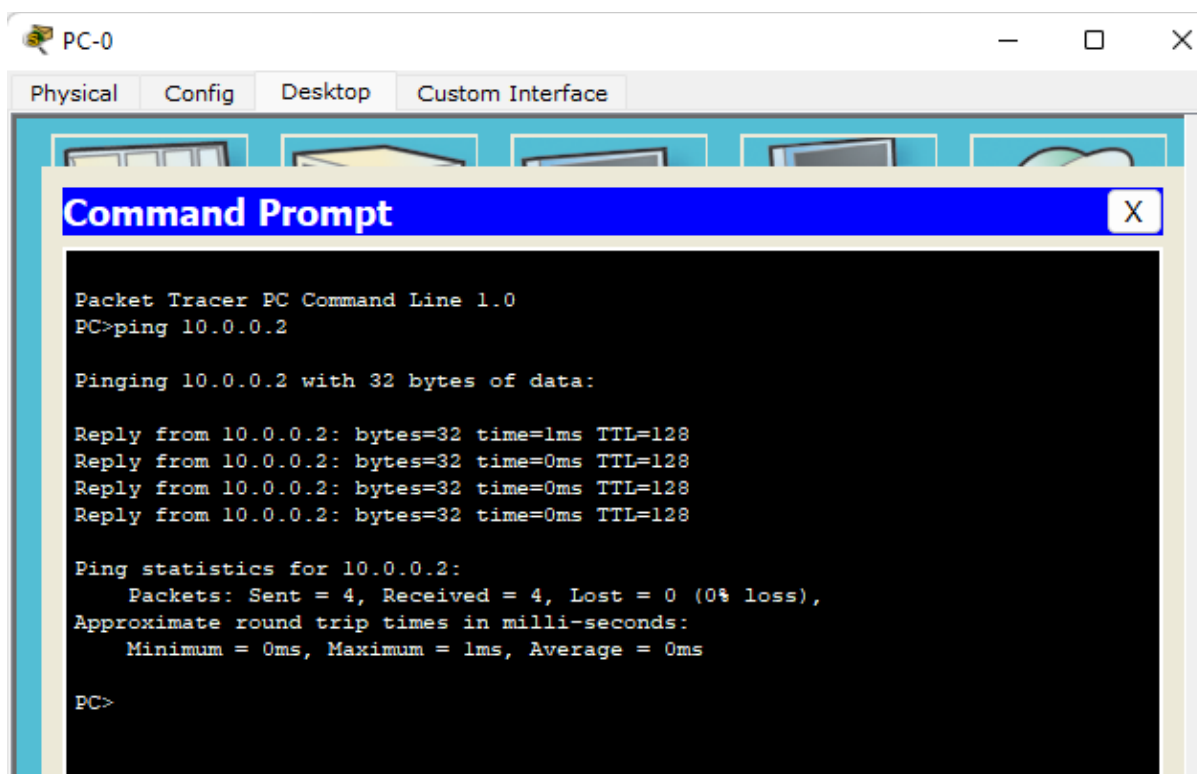 PC-0
Physical Config Desktop Custom Interface
Command Prompt X
Packet Tracer PC Command Line 1.0
PC>ping 10.0.0.2
Pinging 10.0.0.2 with 32 bytes of data:
Reply from 10.0.0.2: bytes=32 time=1ms TTL=128
Reply from 10.0.0.2: bytes=32 time=0ms TTL=128
Reply from 10.0.0.2: bytes=32 time=0ms TTL=128
Reply from 10.0.0.2: bytes=32 time=0ms TTL=128
Ping statistics for 10.0.0.2:
Packets: Sent = 4, Received = 4, Lost = 0 (0% loss),
Approximate round trip times in milli-seconds:
Minimum = 0ms, Maximum = 1ms, Average = 0ms
PC>